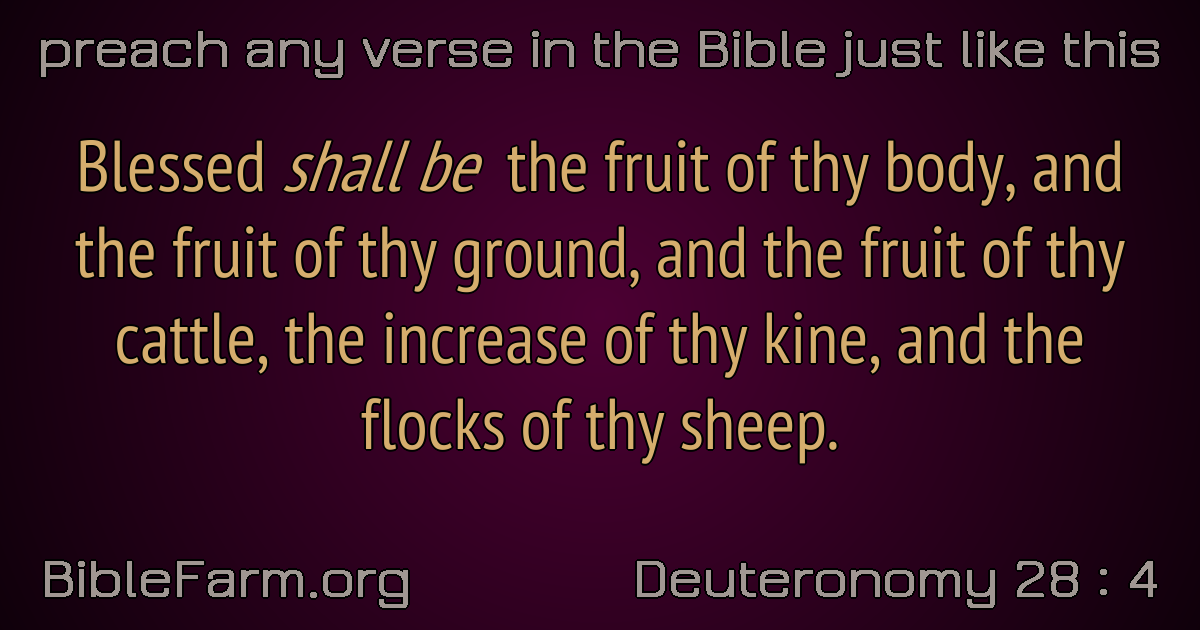 preach any verse in the Bible just like this
Blessed shall be the fruit of thy body, and
the fruit of thy ground, and the fruit of thy
cattle, the increase of thy kine, and the
flocks of thy sheep.
BibleFarm.org
Deuteronomy 28 : 4